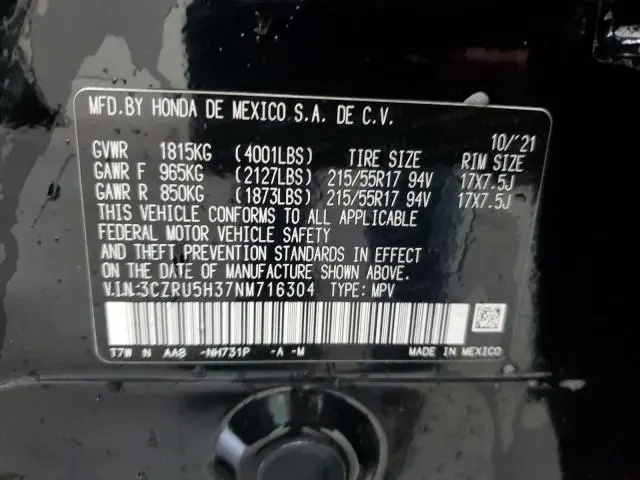 MFD.BY HONDA DE MEXICO S.A. DE C.V.
10/'21
GVWR 1815KG (4001LBS) TIRE SIZE RIM SIZE
GAWR F 965KG (2127LBS) 215/55R17 94V 17X7.5J
GAWR R 850KG (1873LBS) 215/55R17 94V 17X7.5J
THIS VEHICLE CONFORMS TO ALL APPLICABLE
FEDERAL MOTOR VEHICLE SAFETY
AND THEFT PREVENTION STANDARDS IN EFFECT
ON THE DATE OF MANUFACTURE SHOWN ABOVE.
V.I.N:3CZRU5H37NM716304 TYPE: MPV
T7W N AAB -NH731P -A -M MADE IN MEXICO